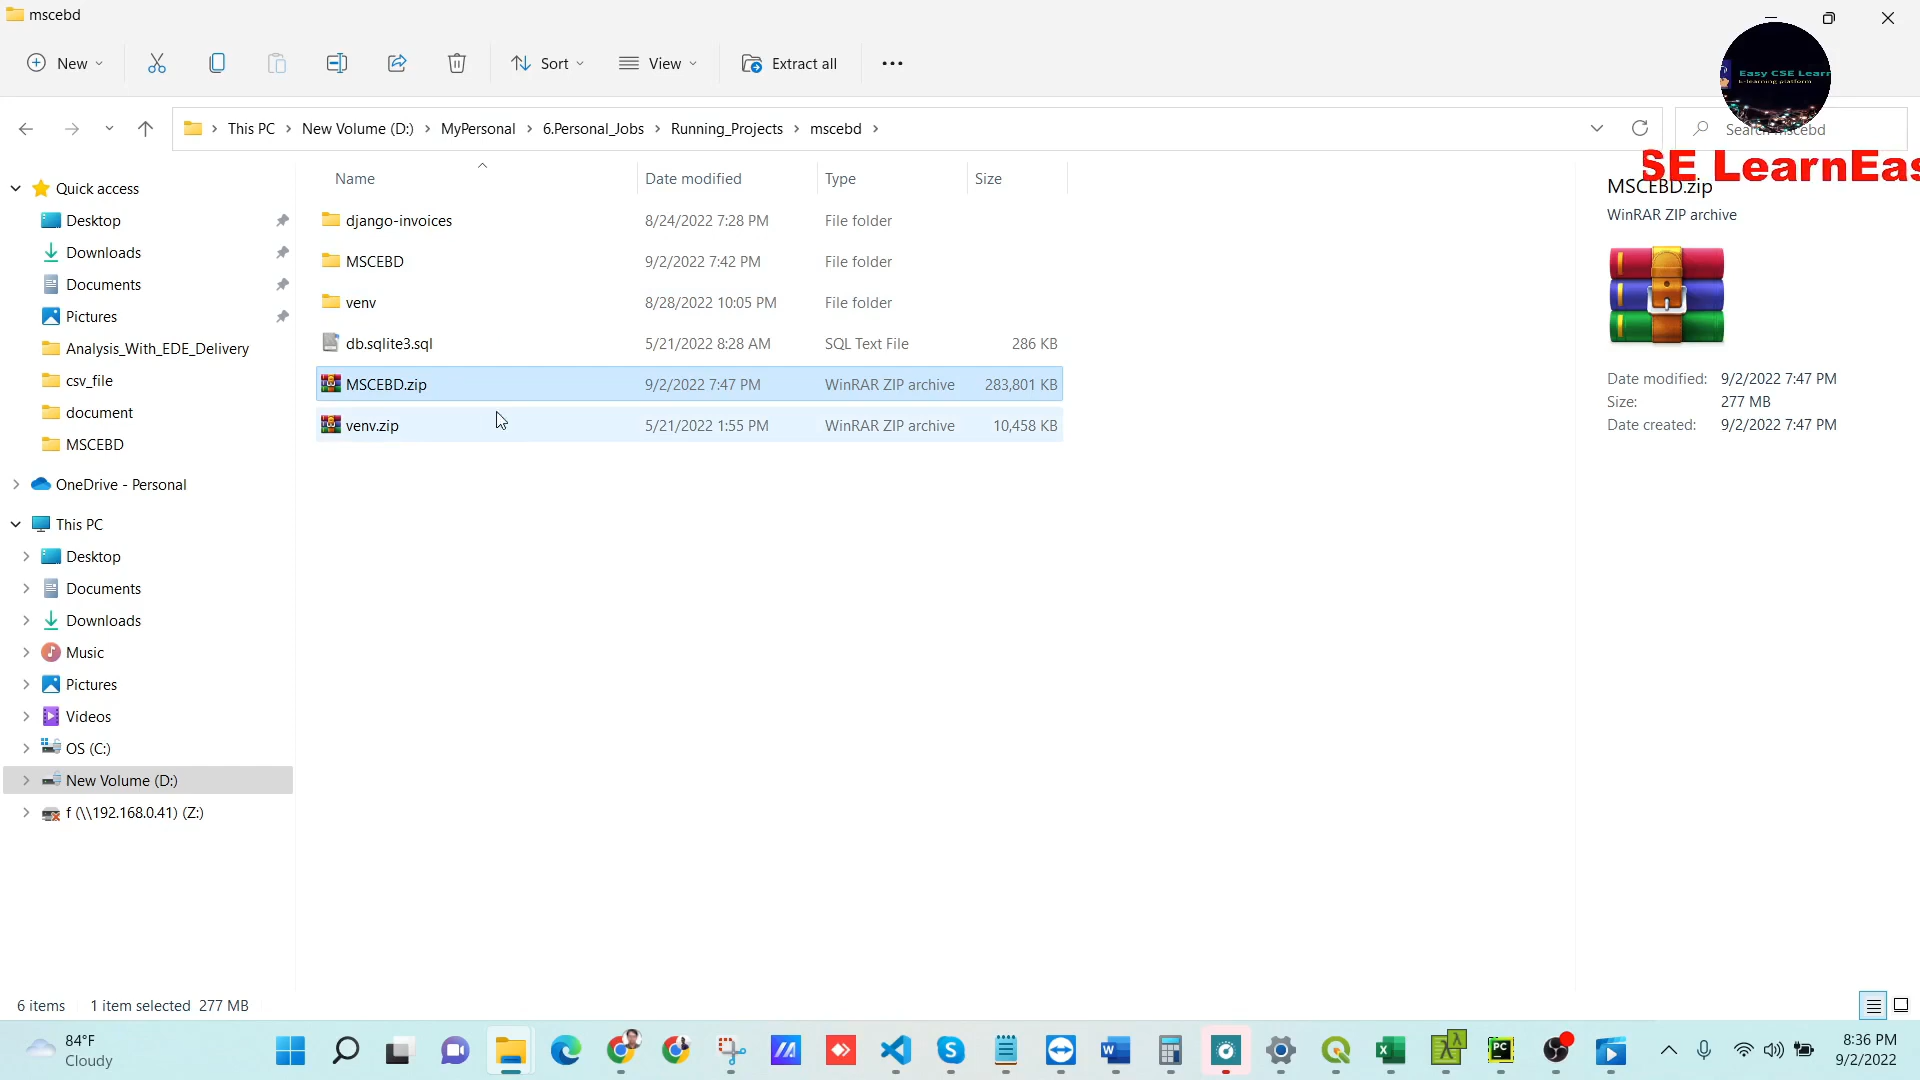 mscebd
New
Sort
View
Extract all
Easy CSE Learn
E-learning platform
This PC
New Volume (D:)
MyPersonal
6.Personal_Jobs
Running_Projects
mscebd
SE LearnEas
Name
Date modified
Type
Size
Quick access
Desktop
Downloads
Documents
Pictures
Analysis_With_EDE_Delivery
csv_file
document
MSCEBD
OneDrive - Personal
This PC
Desktop
Documents
Downloads
Music
Pictures
Videos
OS (C:)
New Volume (D:)
f (\\192.168.0.41) (Z:)
django-invoices 8/24/2022 7:28 PM File folder
MSCEBD 9/2/2022 7:42 PM File folder
venv 8/28/2022 10:05 PM File folder
db.sqlite3.sql 5/21/2022 8:28 AM SQL Text File 286 KB
MSCEBD.zip 9/2/2022 7:47 PM WinRAR ZIP archive 283,801 KB
venv.zip 5/21/2022 1:55 PM WinRAR ZIP archive 10,458 KB
MSCEBD.zip
WinRAR ZIP archive
Date modified: 9/2/2022 7:47 PM
Size: 277 MB
Date created: 9/2/2022 7:47 PM
6 items 1 item selected 277 MB
84°F
Cloudy
8:36 PM
9/2/2022